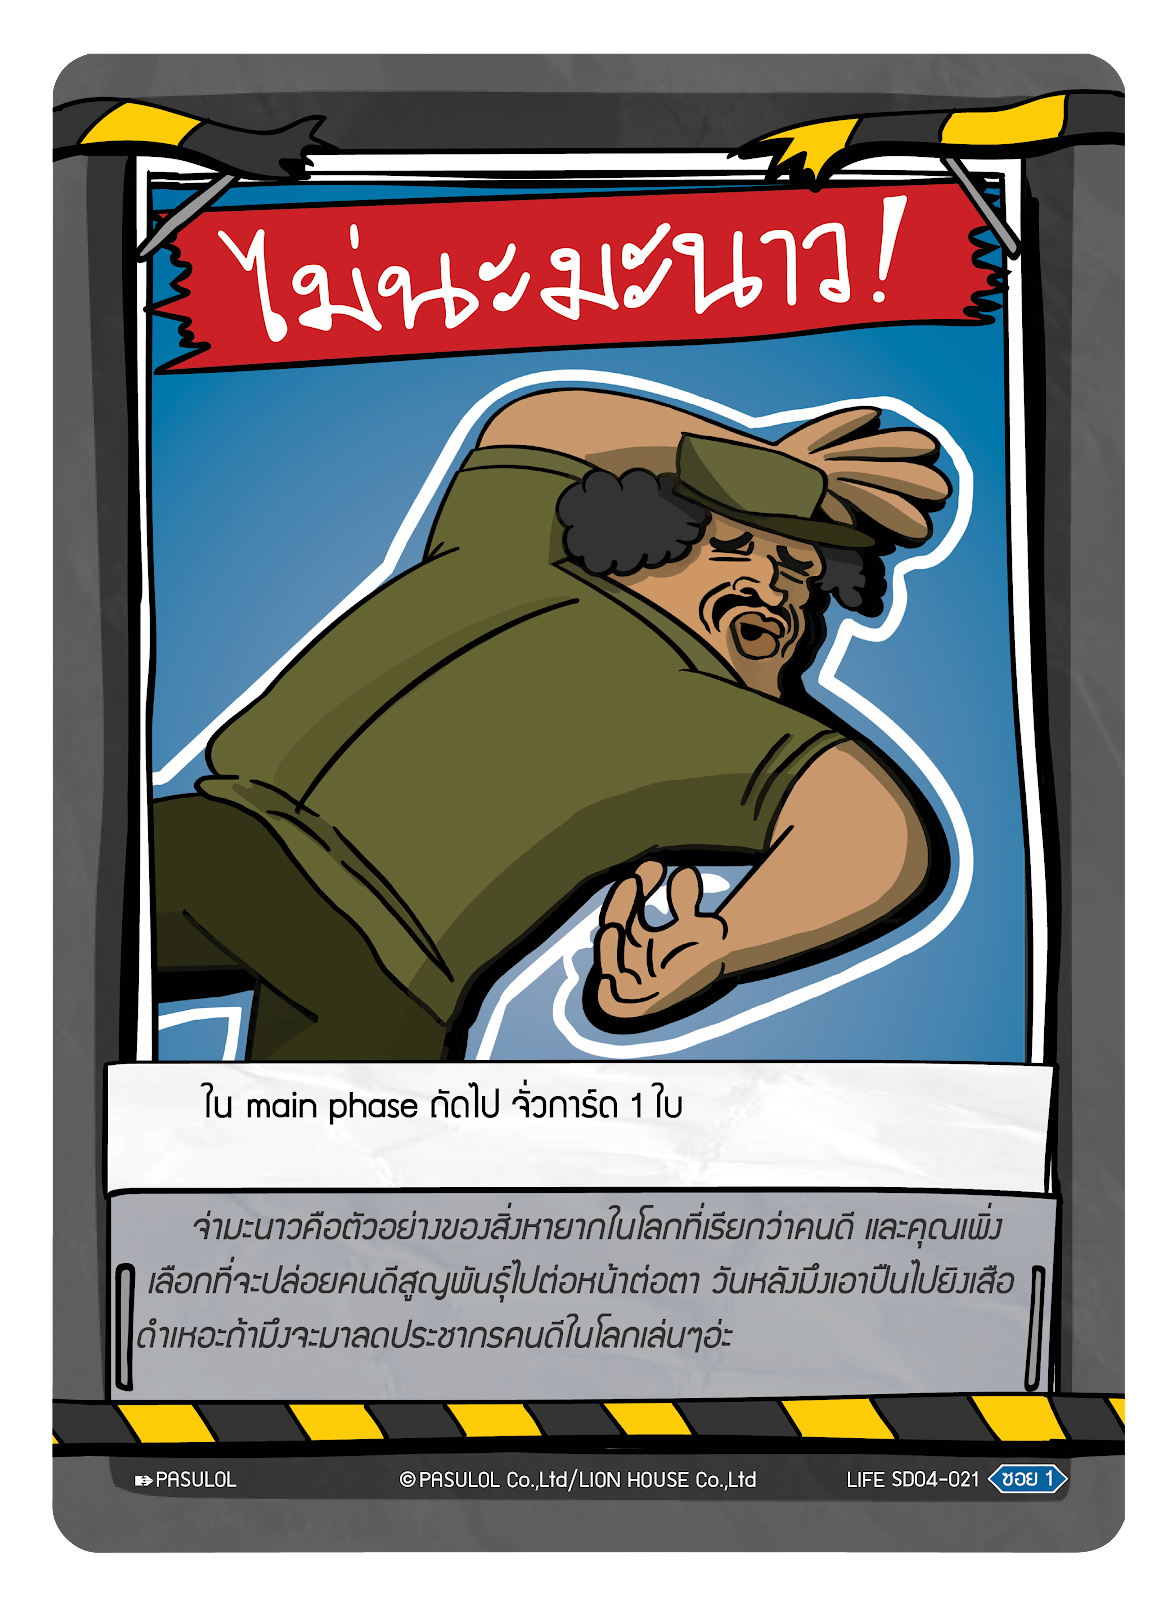 ไม่นะมะนาว!
ใน main phase ถัดไป จั่วการ์ด 1 ใบ
จ่ามะนาวคือตัวอย่างของสิ่งหายากในโลกที่เรียกว่าคนดี และคุณเพิ่ง
เลือกที่จะปล่อยคนดีสูญพันธุ์ไปต่อหน้าต่อตา วันหลังมึงเอาปืนไปยิงเสือ
ดำเหอะถ้ามึงจะมาลดประชากรคนดีในโลกเล่นๆอ่ะ
PASULOL
©PASULOL Co.,Ltd/LION HOUSE Co.,Ltd
LIFE SD04-021
ซอย 1